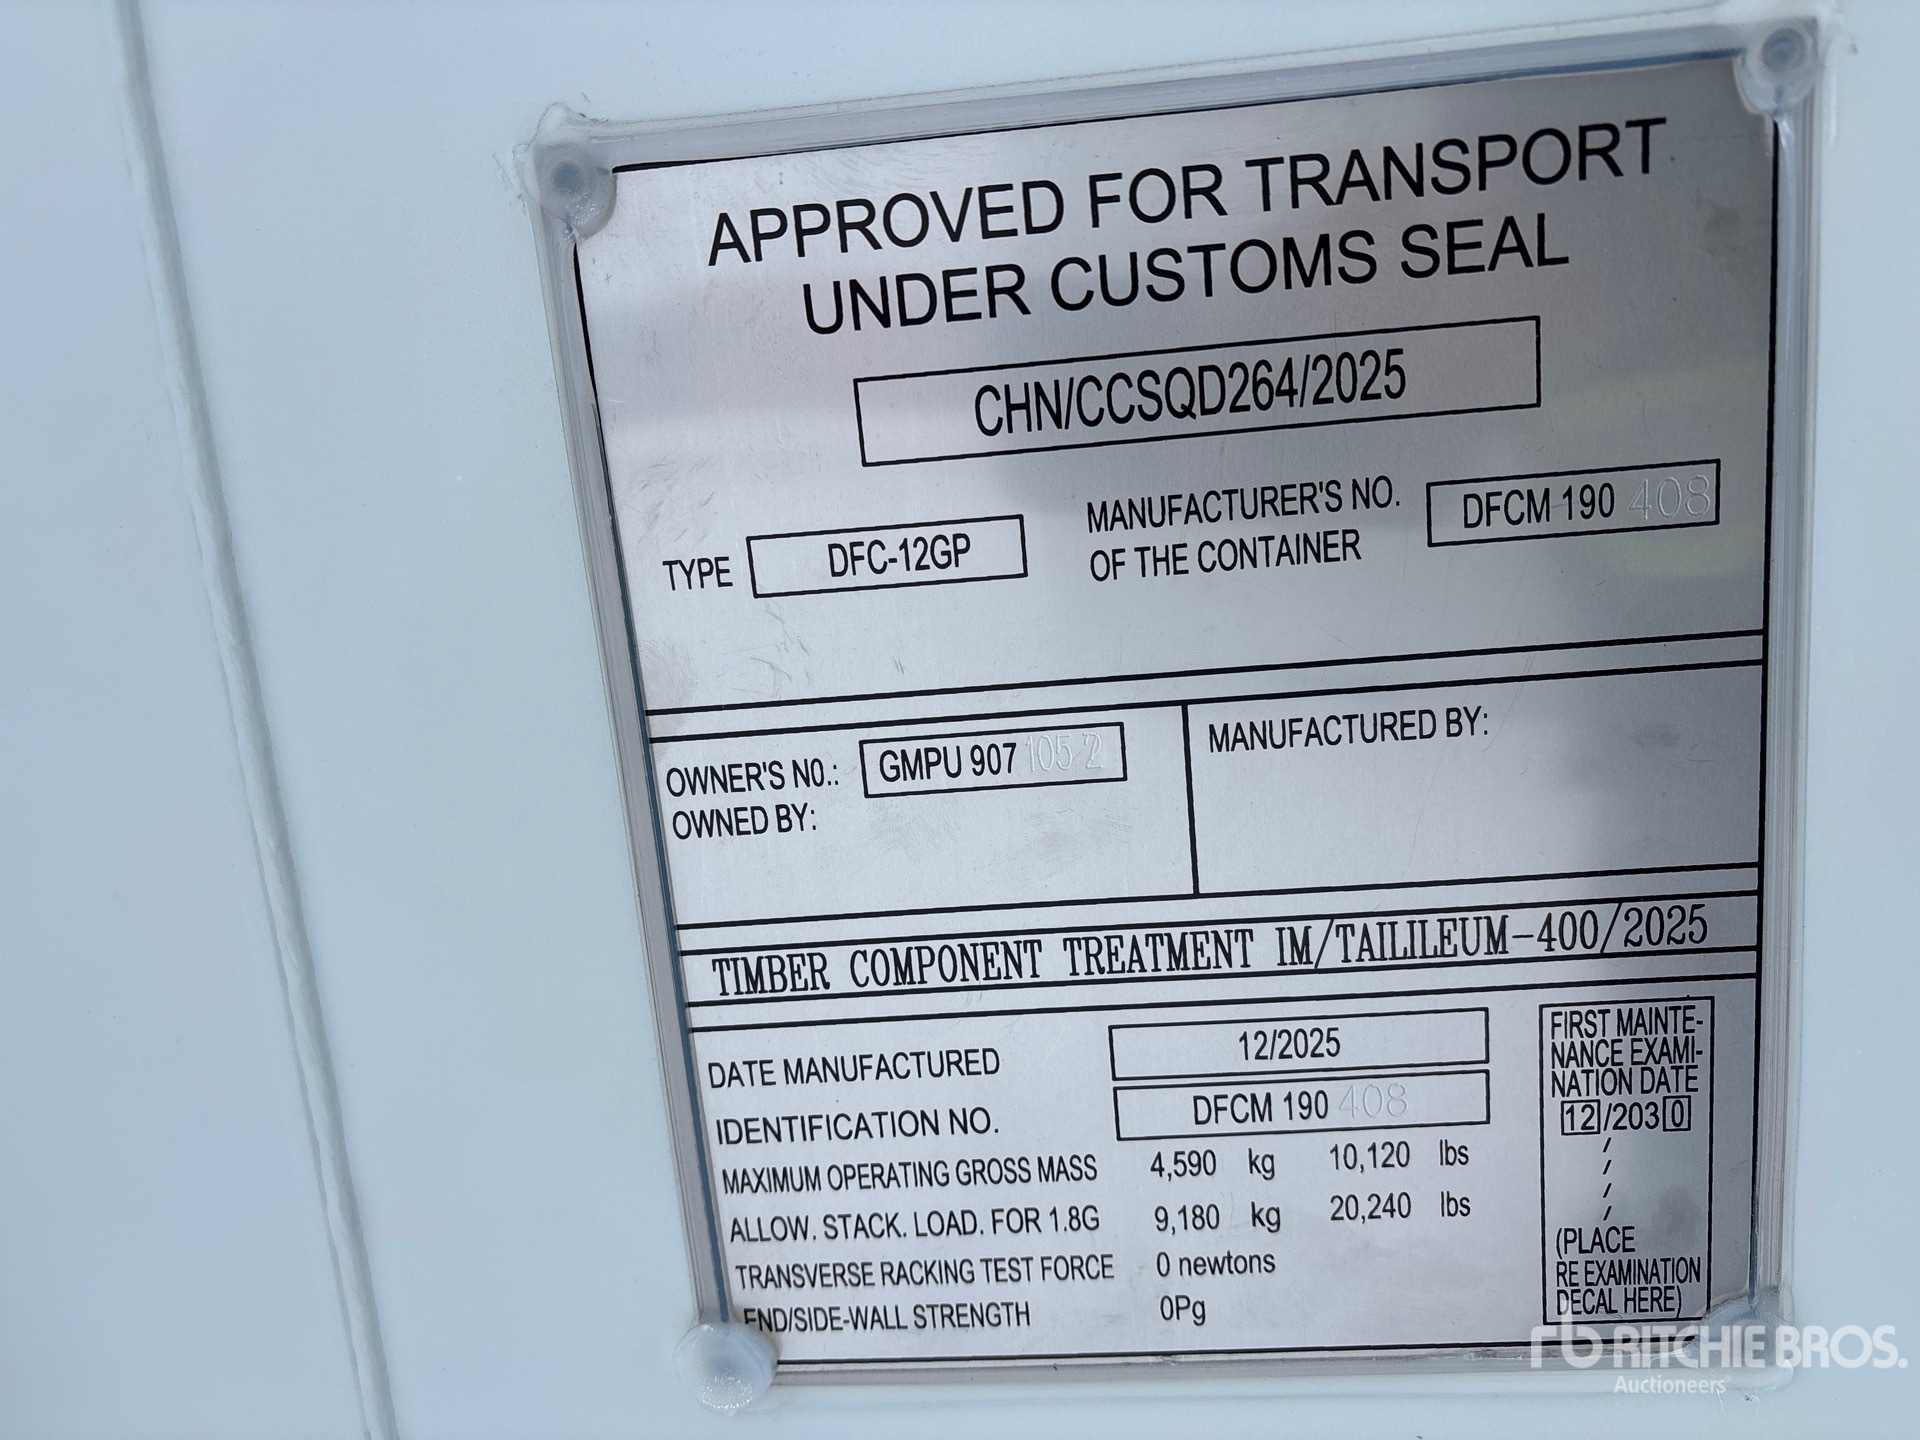 APPROVED FOR TRANSPORT
UNDER CUSTOMS SEAL
CHN/CCSQD264/2025
TYPE DFC-12GP
MANUFACTURER'S NO.
OF THE CONTAINER
DFCM 190 408
OWNER'S NO.: GMPU 907 105 2
OWNED BY:
MANUFACTURED BY:
TIMBER COMPONENT TREATMENT IM/TAILILEUM-400/2025
DATE MANUFACTURED 12/2025
IDENTIFICATION NO. DFCM 190 408
MAXIMUM OPERATING GROSS MASS 4,590 kg 10,120 lbs
ALLOW. STACK. LOAD. FOR 1.8G 9,180 kg 20,240 lbs
TRANSVERSE RACKING TEST FORCE 0 newtons
END/SIDE-WALL STRENGTH 0Pg
FIRST MAINTE-
NANCE EXAMI-
NATION DATE
12/2030
/
/
/
/
(PLACE
RE EXAMINATION
DECAL HERE)
rb RITCHIE BROS.
Auctioneers